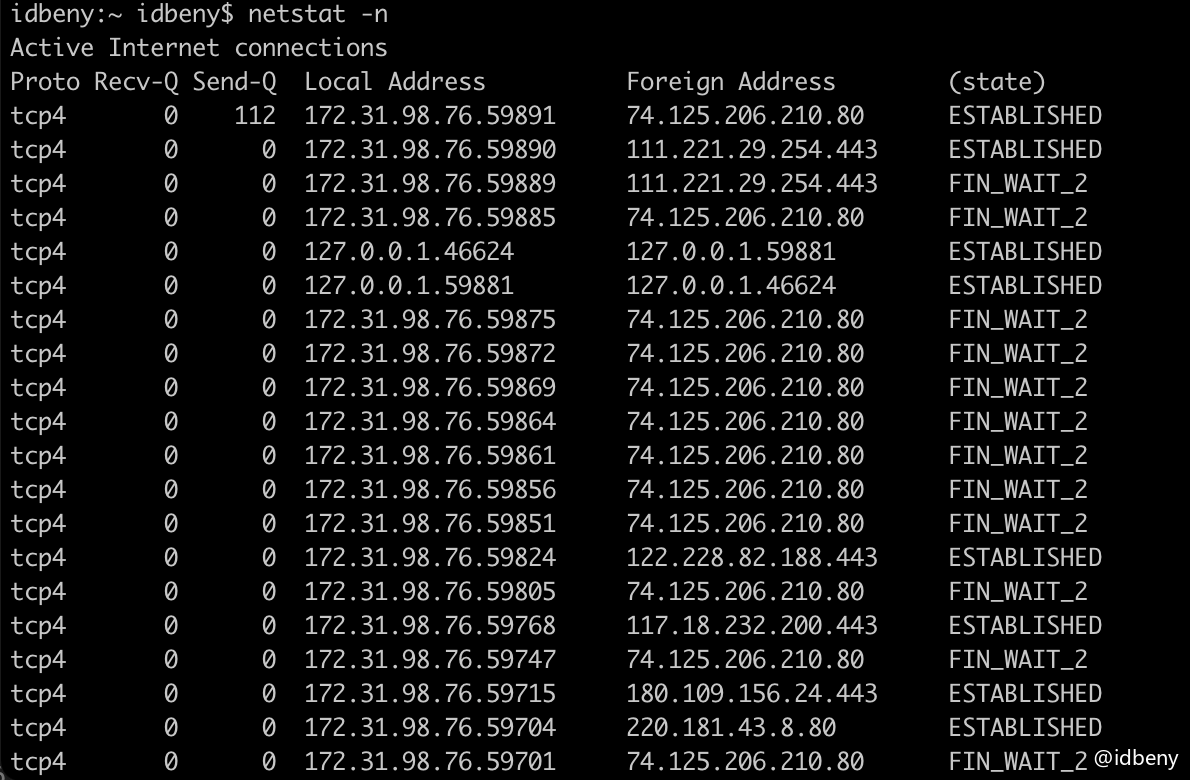 idbeny:~ idbeny$ netstat -n
Active Internet connections
Proto Recv-Q Send-Q  Local Address          Foreign Address        (state)
tcp4       0    112  172.31.98.76.59891     74.125.206.210.80      ESTABLISHED
tcp4       0      0  172.31.98.76.59890     111.221.29.254.443     ESTABLISHED
tcp4       0      0  172.31.98.76.59889     111.221.29.254.443     FIN_WAIT_2
tcp4       0      0  172.31.98.76.59885     74.125.206.210.80      FIN_WAIT_2
tcp4       0      0  127.0.0.1.46624        127.0.0.1.59881        ESTABLISHED
tcp4       0      0  127.0.0.1.59881        127.0.0.1.46624        ESTABLISHED
tcp4       0      0  172.31.98.76.59875     74.125.206.210.80      FIN_WAIT_2
tcp4       0      0  172.31.98.76.59872     74.125.206.210.80      FIN_WAIT_2
tcp4       0      0  172.31.98.76.59869     74.125.206.210.80      FIN_WAIT_2
tcp4       0      0  172.31.98.76.59864     74.125.206.210.80      FIN_WAIT_2
tcp4       0      0  172.31.98.76.59861     74.125.206.210.80      FIN_WAIT_2
tcp4       0      0  172.31.98.76.59856     74.125.206.210.80      FIN_WAIT_2
tcp4       0      0  172.31.98.76.59851     74.125.206.210.80      FIN_WAIT_2
tcp4       0      0  172.31.98.76.59824     122.228.82.188.443     ESTABLISHED
tcp4       0      0  172.31.98.76.59805     74.125.206.210.80      FIN_WAIT_2
tcp4       0      0  172.31.98.76.59768     117.18.232.200.443     ESTABLISHED
tcp4       0      0  172.31.98.76.59747     74.125.206.210.80      FIN_WAIT_2
tcp4       0      0  172.31.98.76.59715     180.109.156.24.443     ESTABLISHED
tcp4       0      0  172.31.98.76.59704     220.181.43.8.80        ESTABLISHED
tcp4       0      0  172.31.98.76.59701     74.125.206.210.80      FIN_WAIT_2
@idbeny